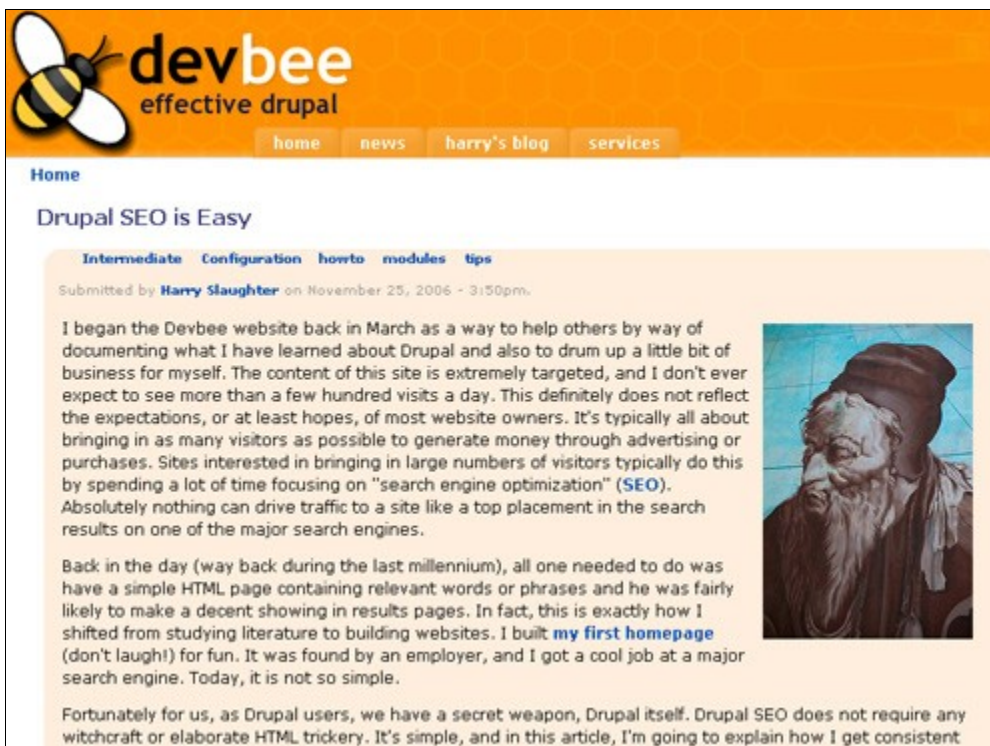 devbee
effective drupal
home news harry's blog services
Home
Drupal SEO is Easy
Intermediate Configuration howto modules tips
Submitted by Harry Slaughter on November 25, 2006 - 3:50pm.
I began the Devbee website back in March as a way to help others by way of
documenting what I have learned about Drupal and also to drum up a little bit of
business for myself. The content of this site is extremely targeted, and I don't ever
expect to see more than a few hundred visits a day. This definitely does not reflect
the expectations, or at least hopes, of most website owners. It's typically all about
bringing in as many visitors as possible to generate money through advertising or
purchases. Sites interested in bringing in large numbers of visitors typically do this
by spending a lot of time focusing on "search engine optimization" (SEO).
Absolutely nothing can drive traffic to a site like a top placement in the search
results on one of the major search engines.
Back in the day (way back during the last millennium), all one needed to do was
have a simple HTML page containing relevant words or phrases and he was fairly
likely to make a decent showing in results pages. In fact, this is exactly how I
shifted from studying literature to building websites. I built my first homepage
(don't laugh!) for fun. It was found by an employer, and I got a cool job at a major
search engine. Today, it is not so simple.
Fortunately for us, as Drupal users, we have a secret weapon, Drupal itself. Drupal SEO does not require any
witchcraft or elaborate HTML trickery. It's simple, and in this article, I'm going to explain how I get consistent